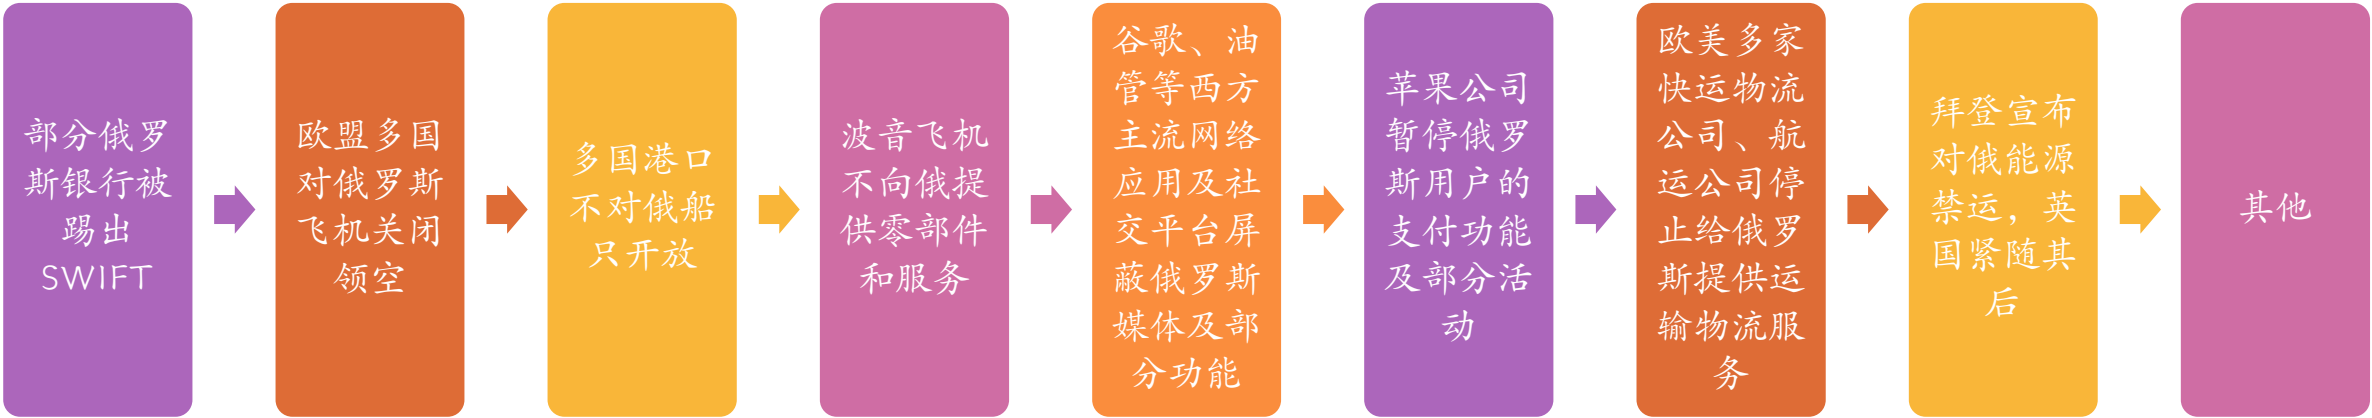 部分俄罗
斯银行被
踢出
SWIFT
欧盟多国
对俄罗斯
飞机关闭
领空
多国港口
不对俄船
只开放
波音飞机
不向俄提
供零部件
和服务
谷歌、油
管等西方
主流网络
应用及社
交平台屏
蔽俄罗斯
媒体及部
分功能
苹果公司
暂停俄罗
斯用户的
支付功能
及部分活
动
欧美多家
快运物流
公司、航
运公司停
止给俄罗
斯提供运
输物流服
务
拜登宣布
对俄能源
禁运，英
国紧随其
后
其他